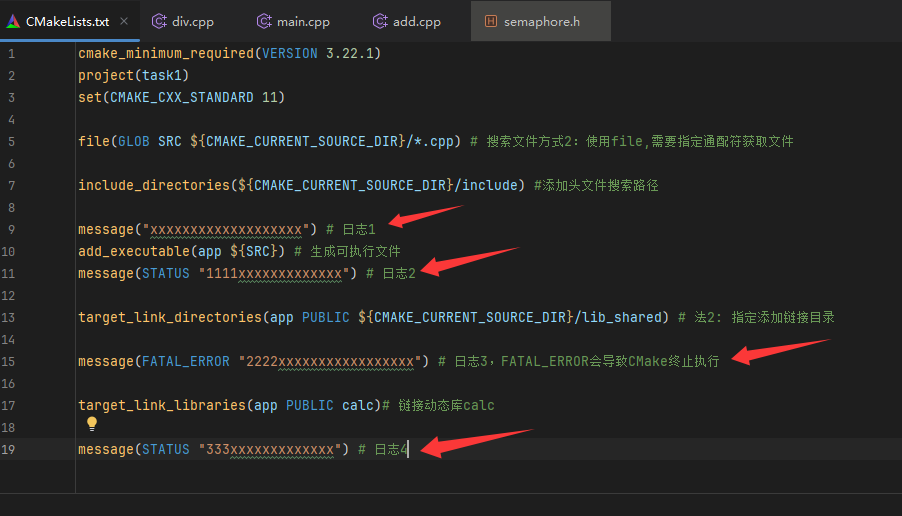 CMakeLists.txt × div.cpp main.cpp add.cpp semaphore.h
1 cmake_minimum_required(VERSION 3.22.1)
2 project(task1)
3 set(CMAKE_CXX_STANDARD 11)
4
5 file(GLOB SRC ${CMAKE_CURRENT_SOURCE_DIR}/*.cpp) # 搜索文件方式2: 使用file,需要指定通配符获取文件
6
7 include_directories(${CMAKE_CURRENT_SOURCE_DIR}/include) #添加头文件搜索路径
8
9 message("xxxxxxxxxxxxxxxxxxx") # 日志1
10 add_executable(app ${SRC}) # 生成可执行文件
11 message(STATUS "1111xxxxxxxxxxxxx") # 日志2
12
13 target_link_directories(app PUBLIC ${CMAKE_CURRENT_SOURCE_DIR}/lib_shared) # 法2: 指定添加链接目录
14
15 message(FATAL_ERROR "2222xxxxxxxxxxxxxxxxx") # 日志3，FATAL_ERROR会导致CMake终止执行
16
17 target_link_libraries(app PUBLIC calc)# 链接动态库calc
18
19 message(STATUS "333xxxxxxxxxxxxx") # 日志4